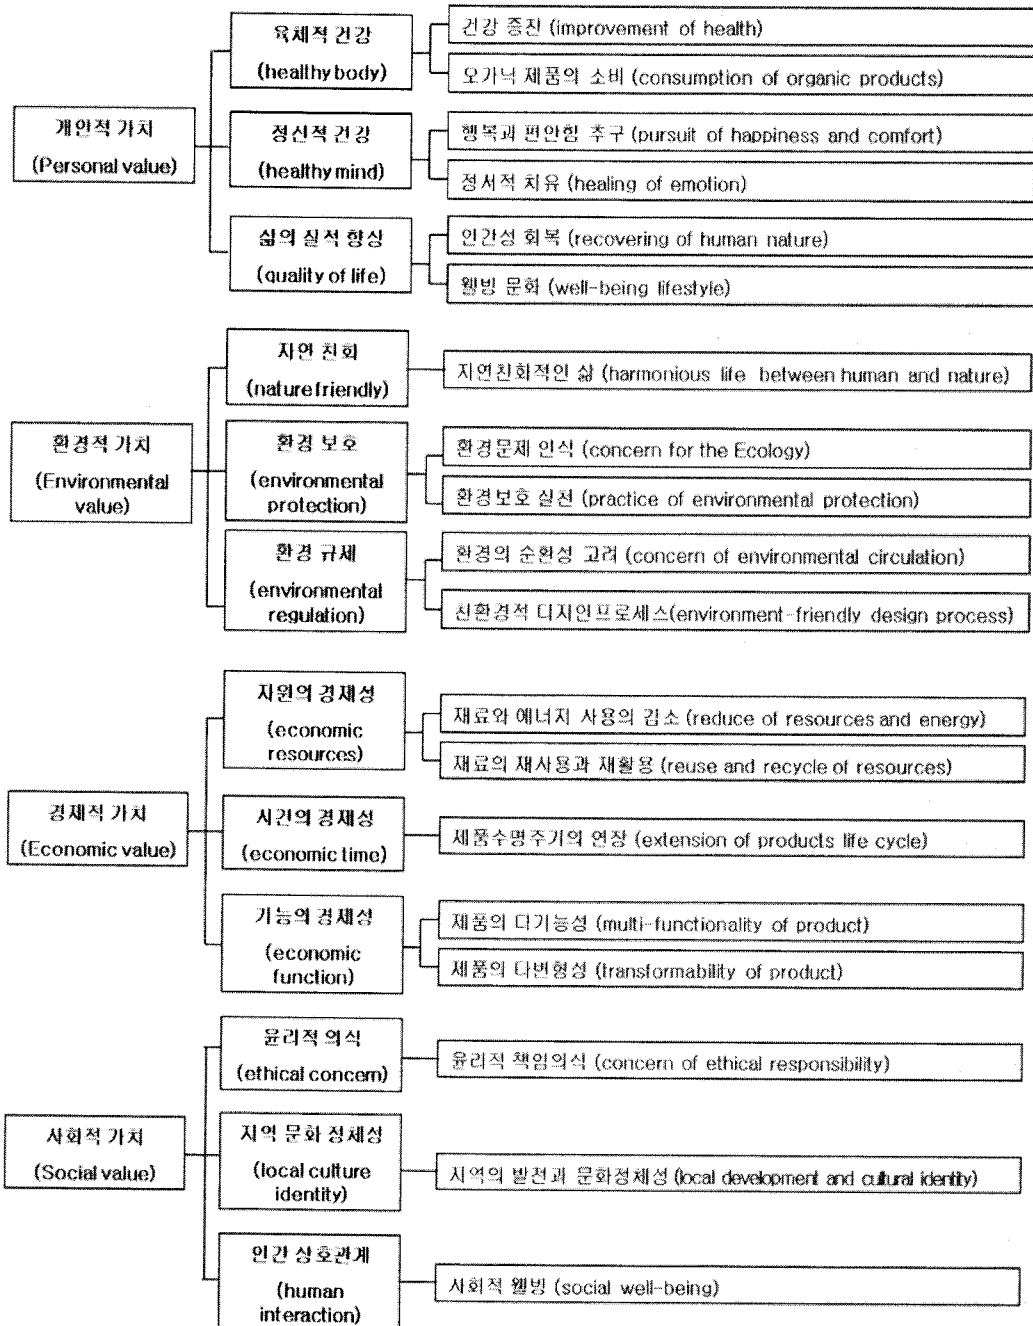 육체적 건강
(healthy body)
건강 증진 (improvement of health)
오가닉 제품의 소비 (consumption of organic products)
개인적 가치
(Personal value)
정신적 건강
(healthy mind)
행복과 편안함 추구 (pursuit of happiness and comfort)
정서적 치유 (healing of emotion)
삶의 질적 향상
(quality of life)
인간성 회복 (recovering of human nature)
웰빙 문화 (well-being lifestyle)
자연 친화
(nature friendly)
자연친화적인 삶 (harmonious life between human and nature)
환경적 가치
(Environmental
value)
환경 보호
(environmental
protection)
환경문제 인식 (concern for the Ecology)
환경보호 실천 (practice of environmental protection)
환경 규제
(environmental
regulation)
환경의 순환성 고려 (concern of environmental circulation)
친환경적 디자인프로세스(environment-friendly design process)
자원의 경제성
(economic
resources)
재료와 에너지 사용의 감소 (reduce of resources and energy)
재료의 재사용과 재활용 (reuse and recycle of resources)
경제적 가치
(Economic value)
시간의 경제성
(economic time)
제품수명주기의 연장 (extension of products life cycle)
기능의 경제성
(economic
function)
제품의 다기능성 (multi-functionality of product)
제품의 다변형성 (transformability of product)
윤리적 의식
(ethical concern)
윤리적 책임의식 (concern of ethical responsibility)
사회적 가치
(Social value)
지역 문화 정체성
(local culture
identity)
지역의 발전과 문화정체성 (local development and cultural identity)
인간 상호관계
(human
interaction)
사회적 웰빙 (social well-being)